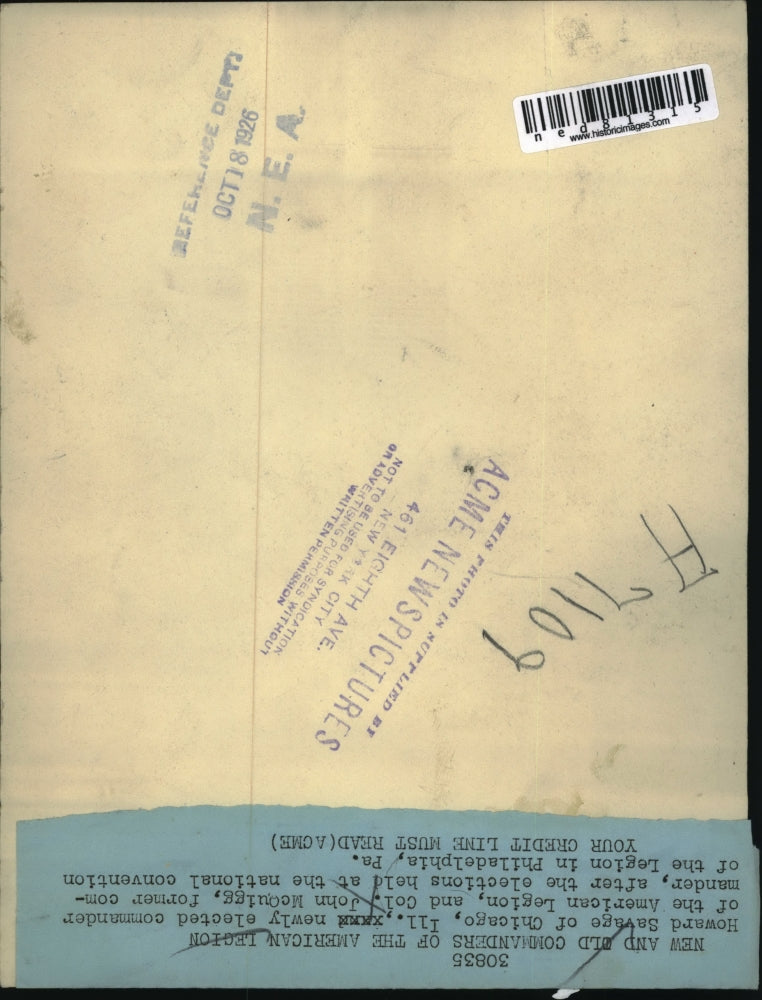 REFERENCE DEPT.
OCT 18 1926
N. E. A.
ned81315
www.historicimages.com
THIS PHOTO IS SUPPLIED BY
ACME NEWSPICTURES
461 EIGHTH AVE.
NEW YORK CITY
NOT TO BE USED FOR SYNDICATION
OR ADVERTISING PURPOSES WITHOUT
WRITTEN PERMISSION
7109
30835
NEW AND OLD COMMANDERS OF THE AMERICAN LEGION
Howard Savage of Chicago, Ill., xxxx newly elected commander
of the American Legion, and Col. John McQuigg, former com-
mander, after the elections held at the national convention
of the Legion in Philadelphia, Pa.
YOUR CREDIT LINE MUST READ(ACME)